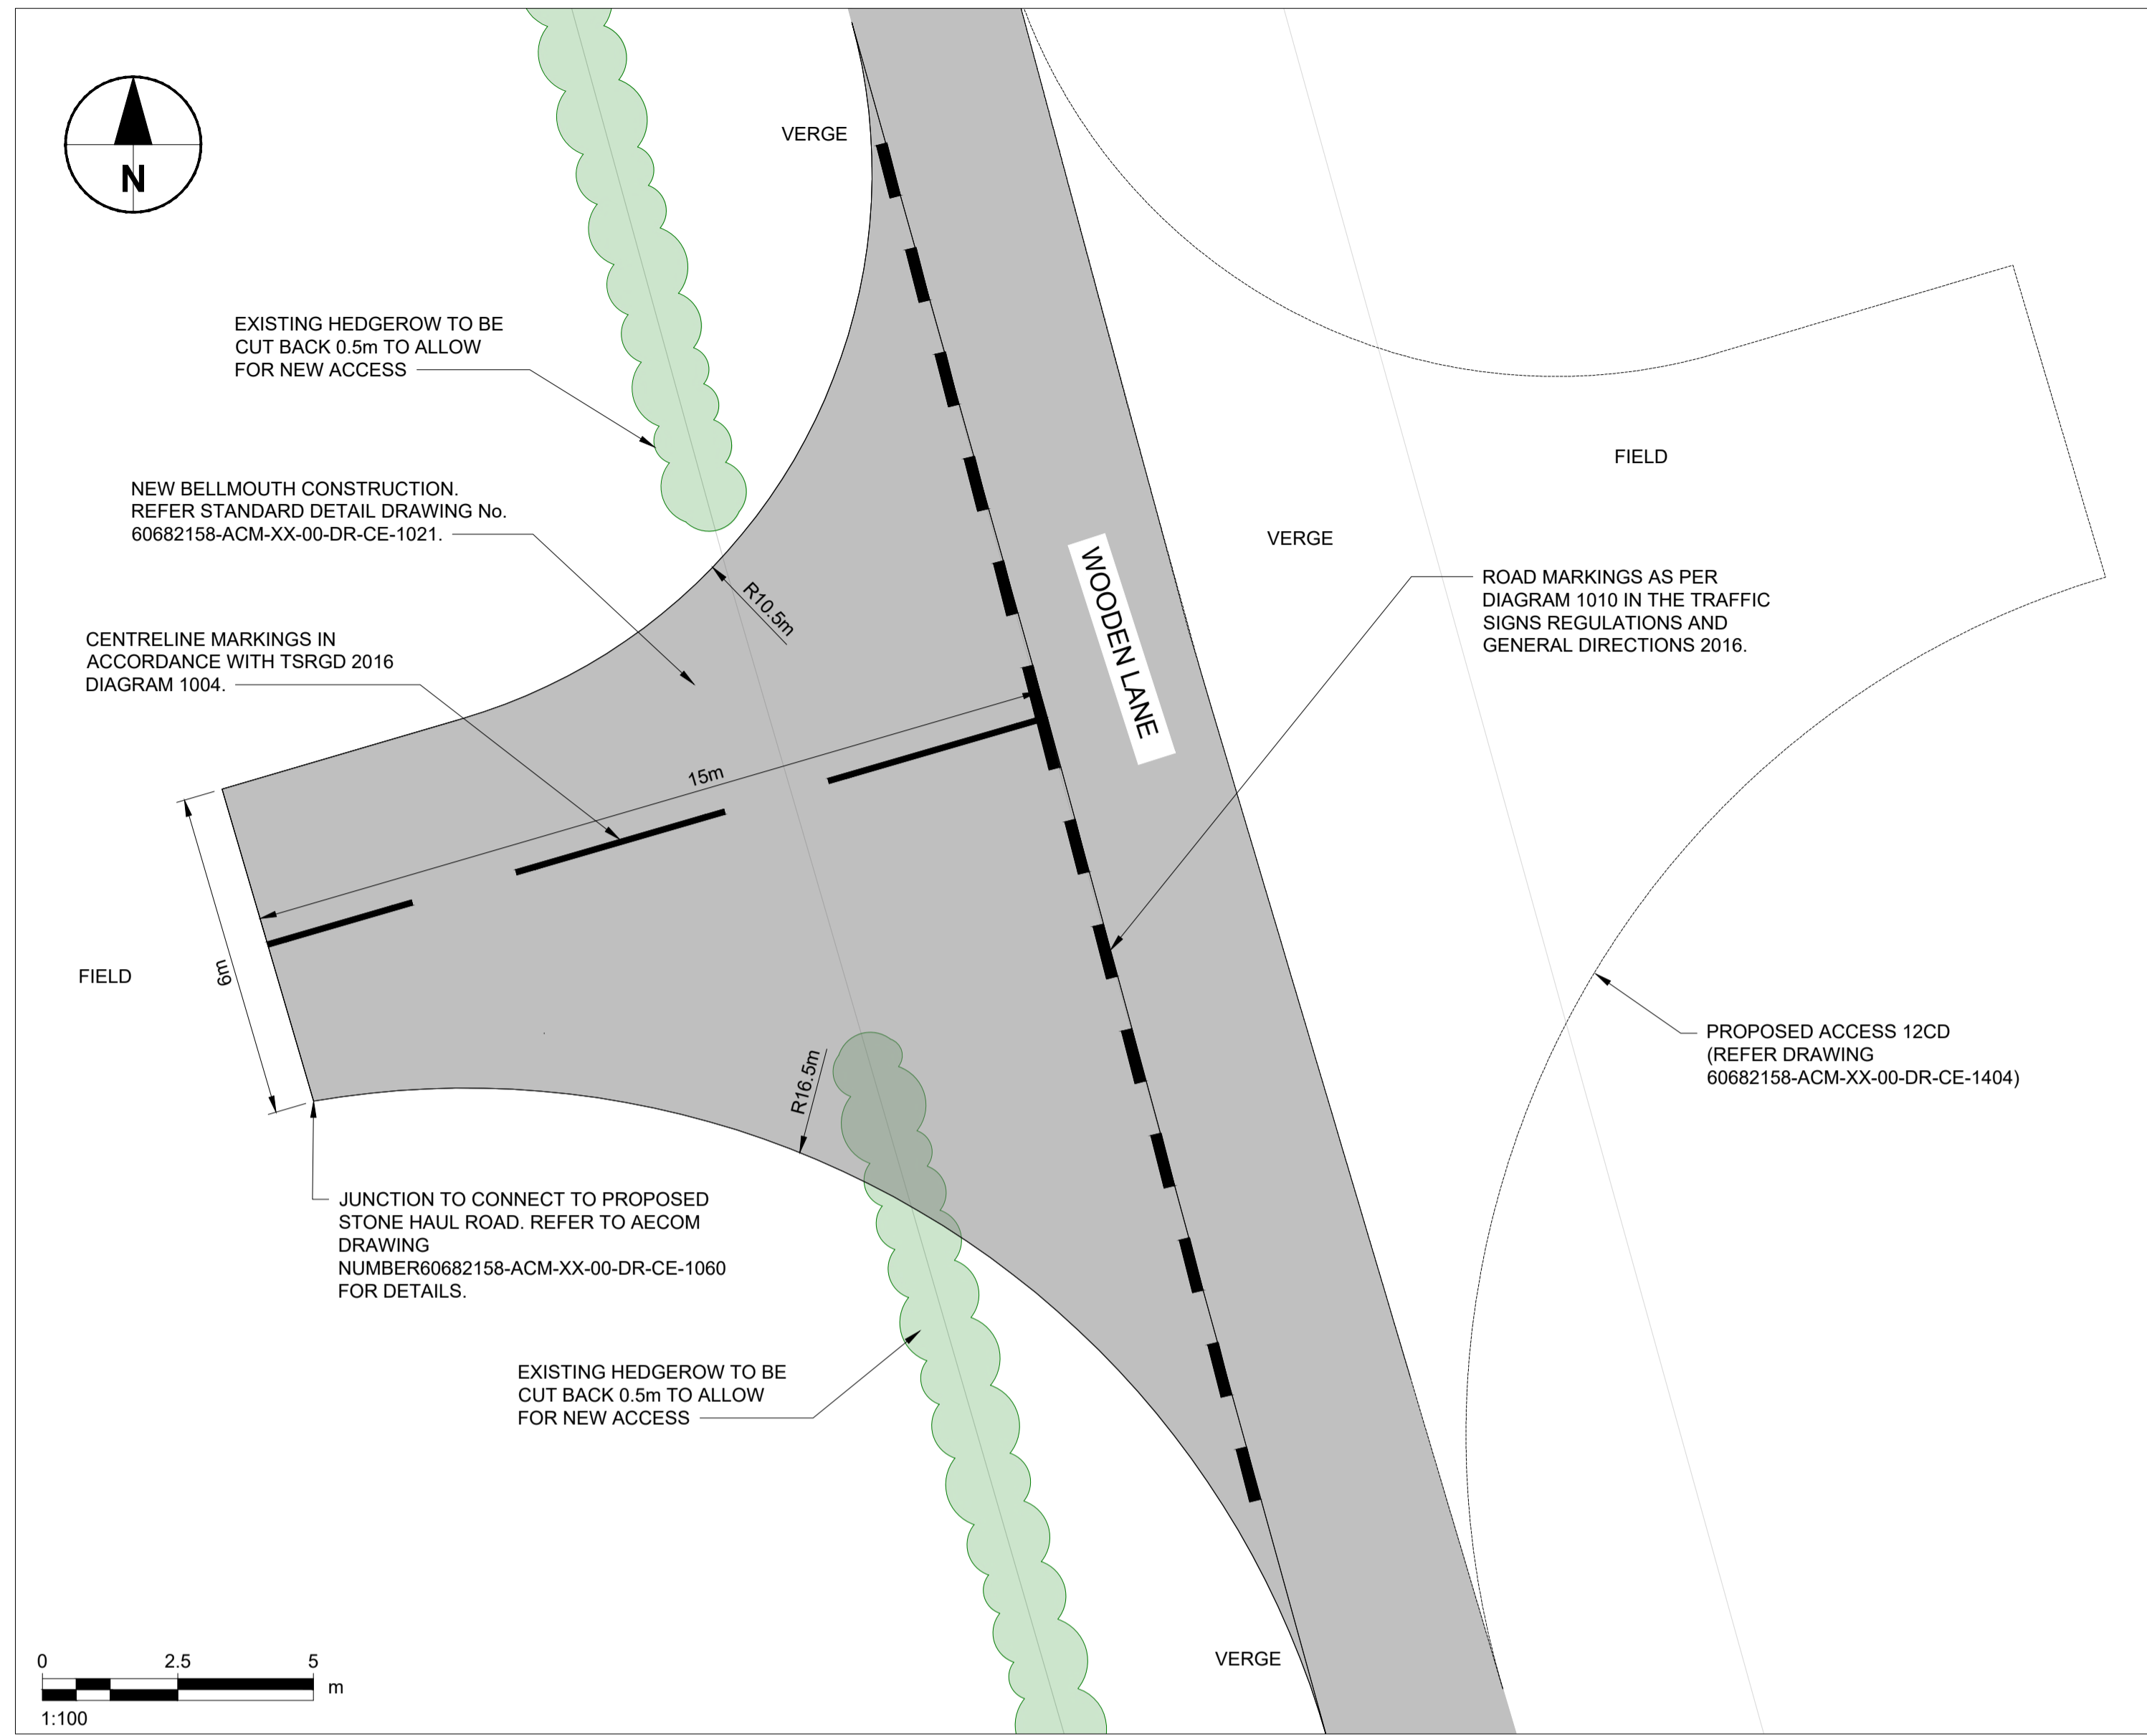 VERGE
N
EXISTING HEDGEROW TO BE
CUT BACK 0.5m TO ALLOW
FOR NEW ACCESS
FIELD
NEW BELLMOUTH CONSTRUCTION.
REFER STANDARD DETAIL DRAWING No.
60682158-ACM-XX-00-DR-CE-1021.
VERGE
WOODEN LANE
ROAD MARKINGS AS PER
DIAGRAM 1010 IN THE TRAFFIC
SIGNS REGULATIONS AND
GENERAL DIRECTIONS 2016.
R10.5m
CENTRELINE MARKINGS IN
ACCORDANCE WITH TSRGD 2016
DIAGRAM 1004.
15m
6m
FIELD
PROPOSED ACCESS 12CD
(REFER DRAWING
60682158-ACM-XX-00-DR-CE-1404)
R16.5m
JUNCTION TO CONNECT TO PROPOSED
STONE HAUL ROAD. REFER TO AECOM
DRAWING
NUMBER60682158-ACM-XX-00-DR-CE-1060
FOR DETAILS.
EXISTING HEDGEROW TO BE
CUT BACK 0.5m TO ALLOW
FOR NEW ACCESS
VERGE
0 2.5 5
m
1:100